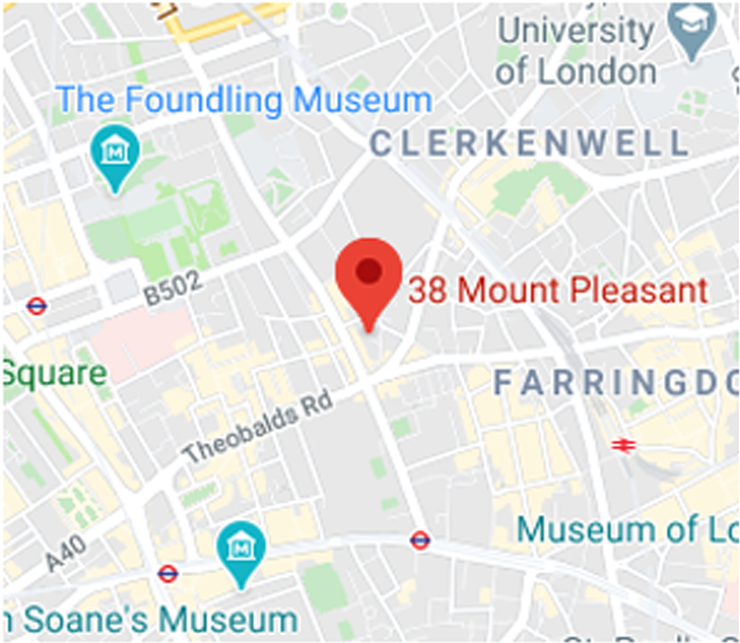 University
of London
The Foundling Museum
CLERKENWELL
38 Mount Pleasant
B502
Square
FARRINGDO
Theobalds Rd
Museum of Lo
A40
n Soane's Museum